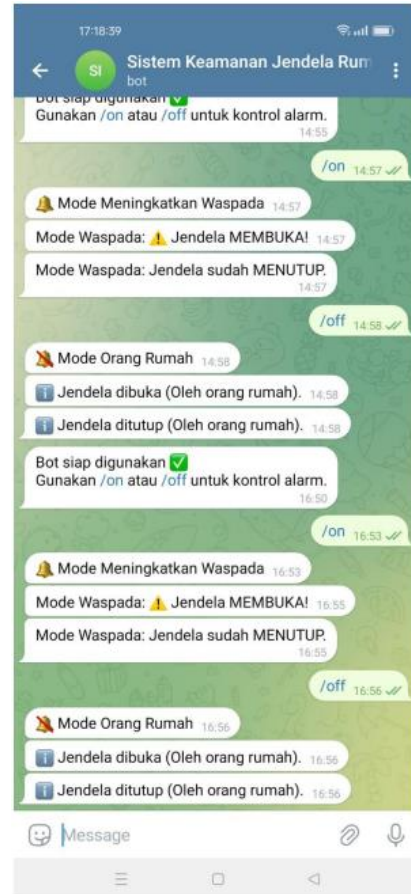 17:18:39
SI
Sistem Keamanan Jendela Rum
bot
Bot siap digunakan ✅
Gunakan /on atau /off untuk kontrol alarm.
14:55
/on 14:57
🔔 Mode Meningkatkan Waspada 14:57
Mode Waspada: ⚠️ Jendela MEMBUKA! 14:57
Mode Waspada: Jendela sudah MENUTUP.
14:57
/off 14:58
🔕 Mode Orang Rumah 14:58
ℹ️ Jendela dibuka (Oleh orang rumah). 14:58
ℹ️ Jendela ditutup (Oleh orang rumah). 14:58
Bot siap digunakan ✅
Gunakan /on atau /off untuk kontrol alarm.
16:50
/on 16:53
🔔 Mode Meningkatkan Waspada 16:53
Mode Waspada: ⚠️ Jendela MEMBUKA! 16:55
Mode Waspada: Jendela sudah MENUTUP.
16:55
/off 16:56
🔕 Mode Orang Rumah 16:56
ℹ️ Jendela dibuka (Oleh orang rumah). 16:56
ℹ️ Jendela ditutup (Oleh orang rumah). 16:56
Message